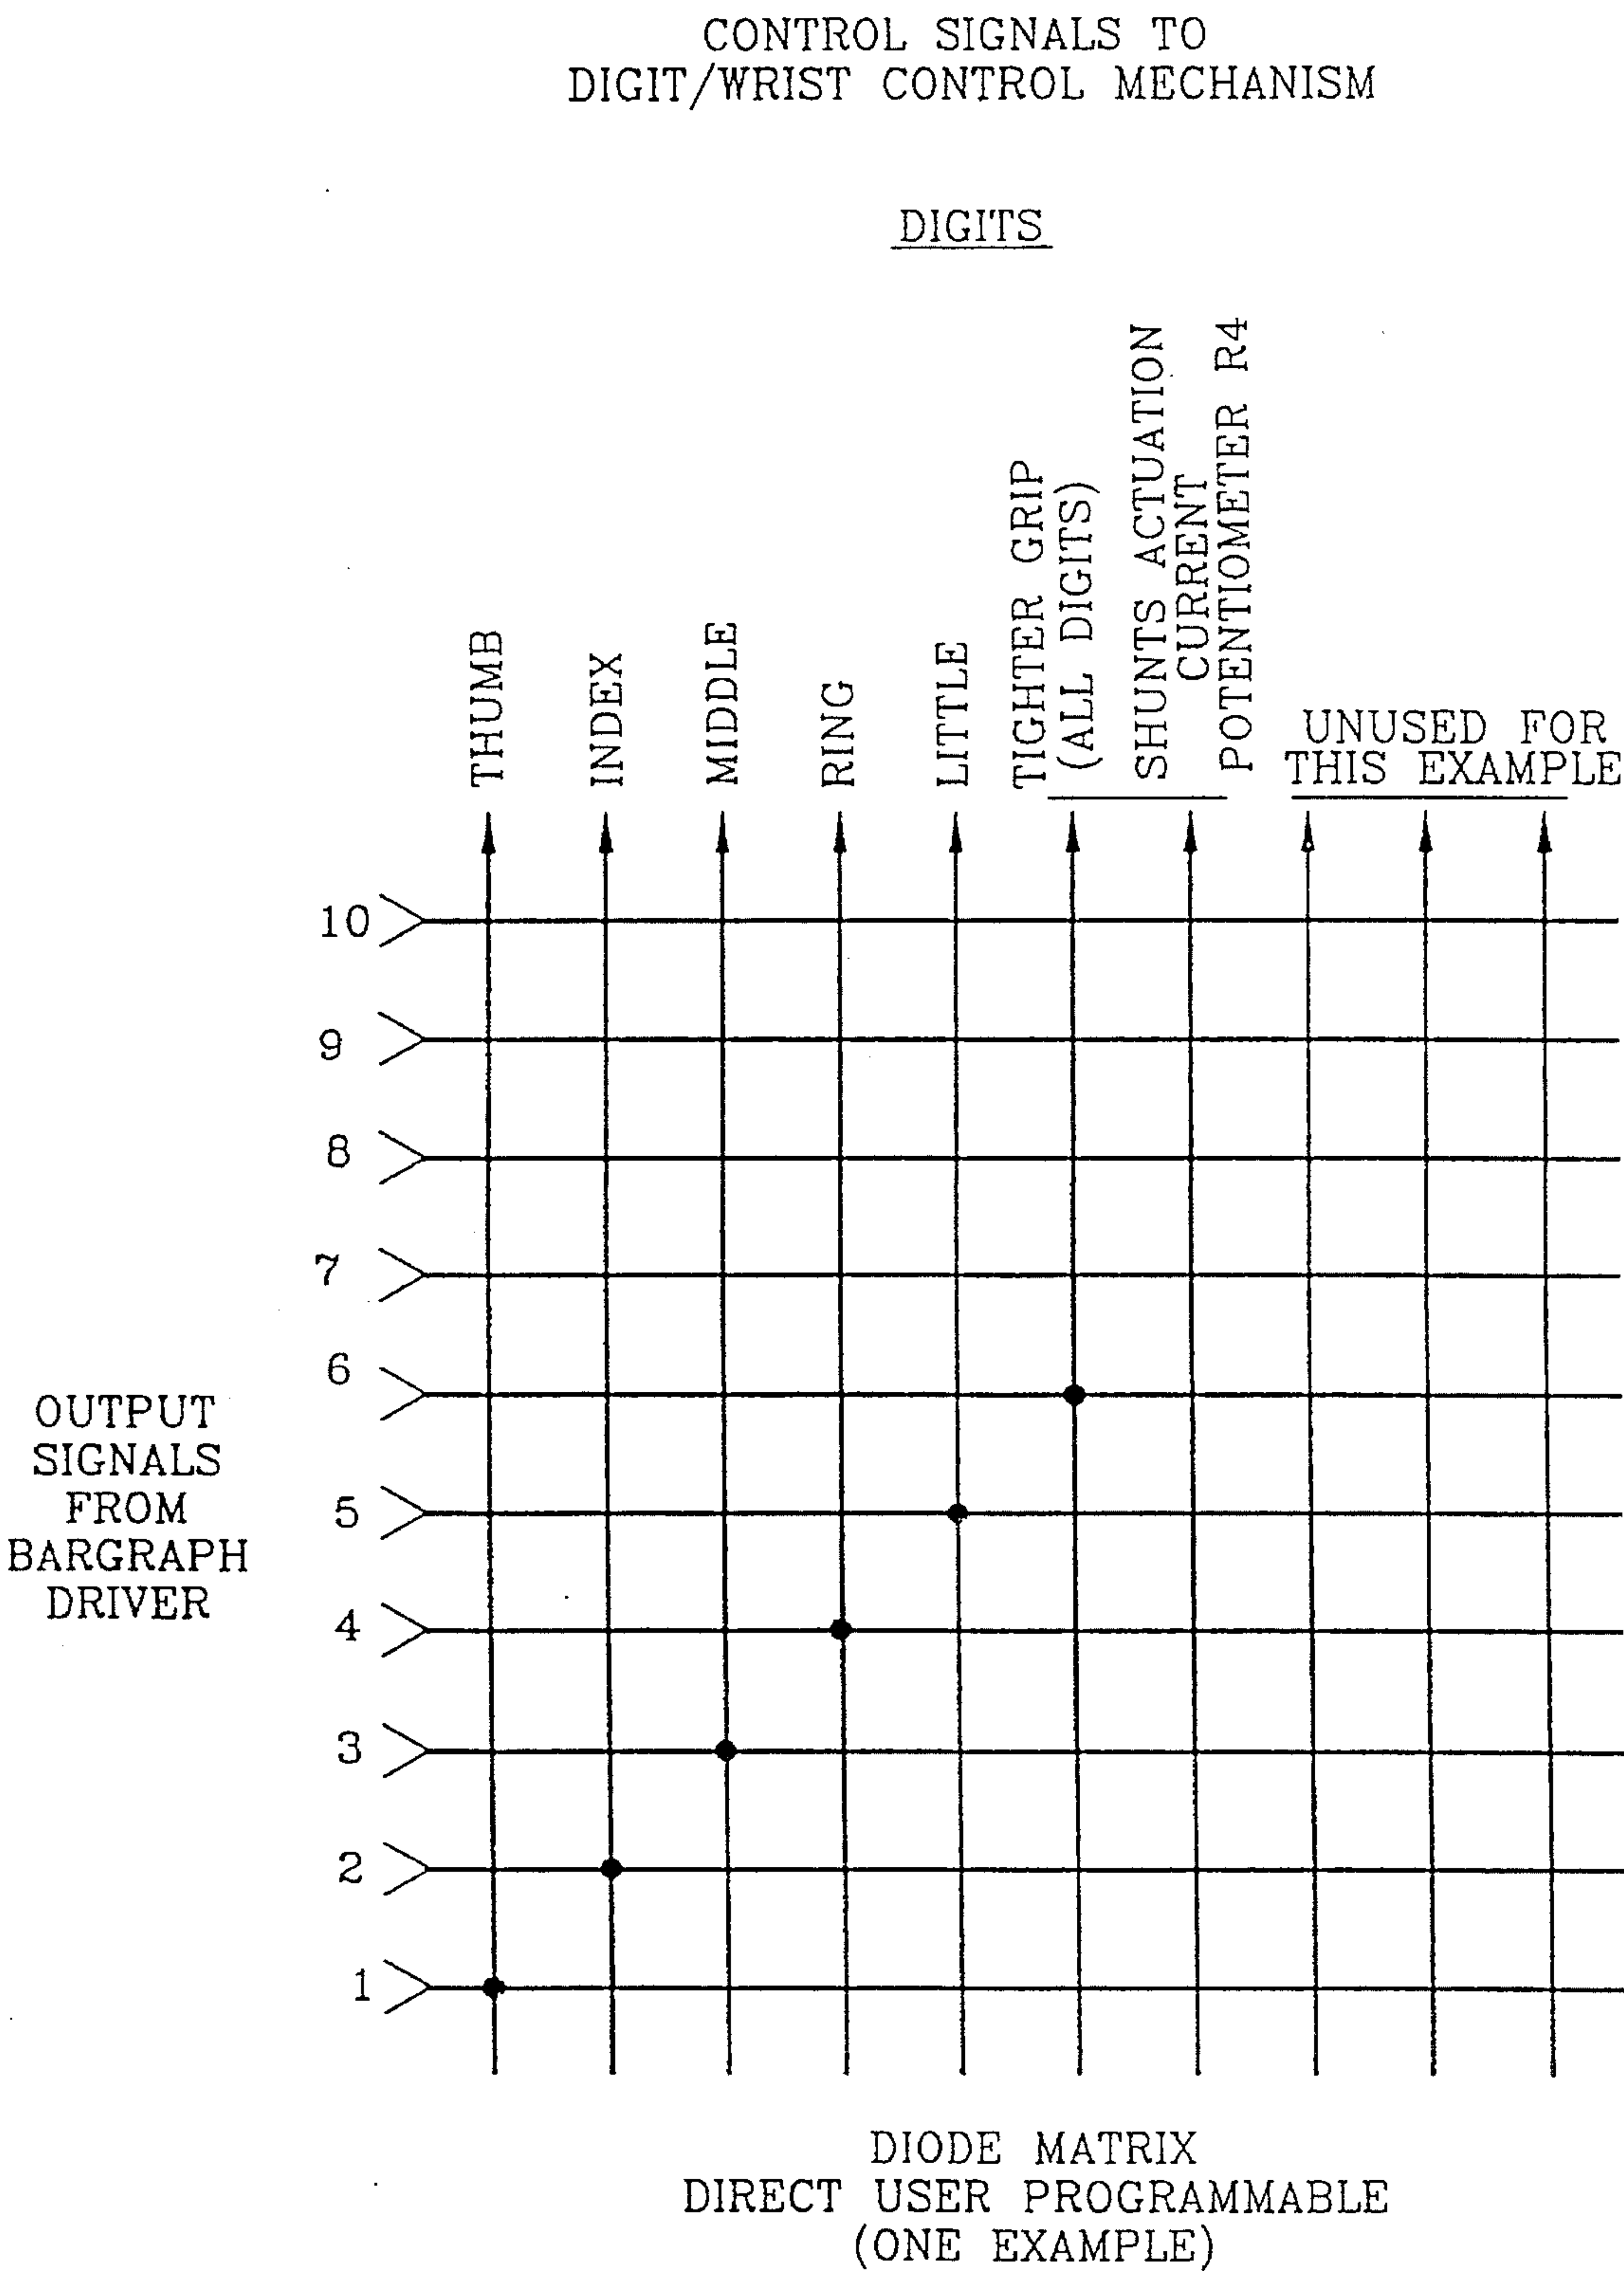 CONTROL SIGNALS TO
DIGIT/WRIST CONTROL MECHANISM
DIGITS
THUMB
INDEX
MIDDLE
RING
LITTLE
TIGHTER GRIP
(ALL DIGITS)
SHUNTS ACTUATION
CURRENT
POTENTIOMETER R4
UNUSED FOR
THIS EXAMPLE
10
9
8
7
6
5
4
3
2
1
OUTPUT
SIGNALS
FROM
BARGRAPH
DRIVER
DIODE MATRIX
DIRECT USER PROGRAMMABLE
(ONE EXAMPLE)